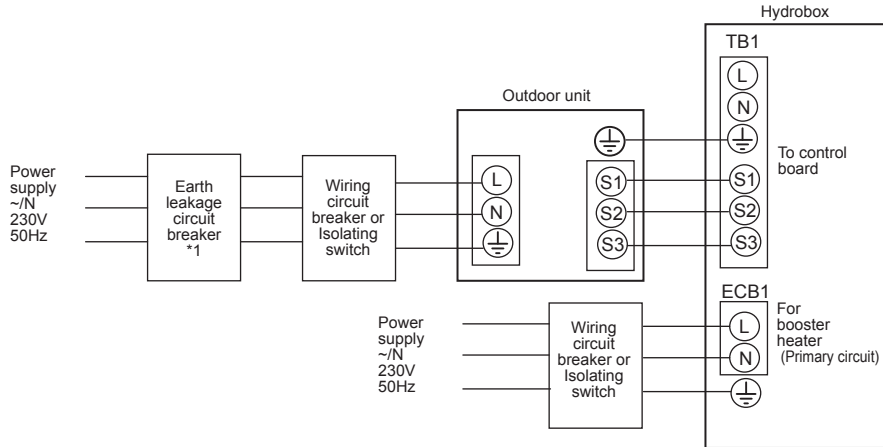 Hydrobox
TB1
L
N
To control
board
S1
S2
S3
Outdoor unit
L
N
S1
S2
S3
Power
supply
~/N
230V
50Hz
Earth
leakage
circuit
breaker
*1
Wiring
circuit
breaker or
Isolating
switch
ECB1
L
N
For
booster
heater
(Primary circuit)
Power
supply
~/N
230V
50Hz
Wiring
circuit
breaker or
Isolating
switch